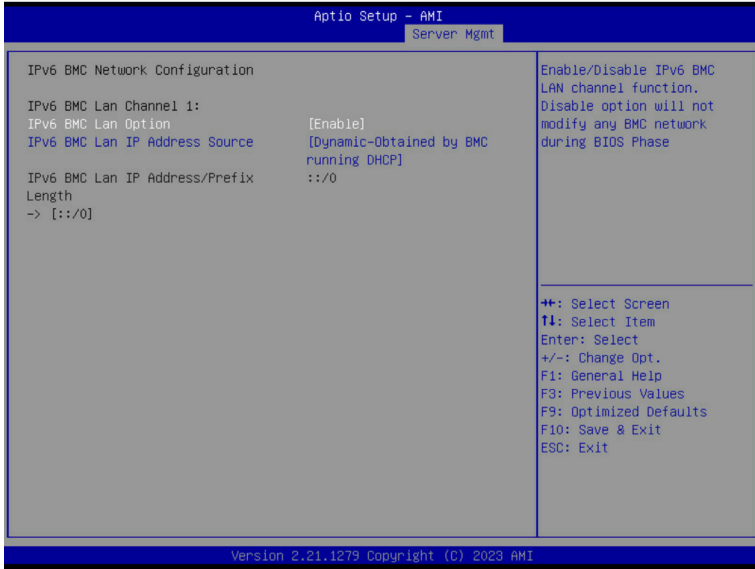 Aptio Setup – AMI
Server Mgmt
IPv6 BMC Network Configuration
IPv6 BMC Lan Channel 1:
IPv6 BMC Lan Option [Enable]
IPv6 BMC Lan IP Address Source [Dynamic-Obtained by BMC
running DHCP]
IPv6 BMC Lan IP Address/Prefix ::/0
Length
-> [::/0]
Enable/Disable IPv6 BMC
LAN channel function.
Disable option will not
modify any BMC network
during BIOS Phase
→←: Select Screen
↑↓: Select Item
Enter: Select
+/-: Change Opt.
F1: General Help
F3: Previous Values
F9: Optimized Defaults
F10: Save & Exit
ESC: Exit
Version 2.21.1279 Copyright (C) 2023 AMI